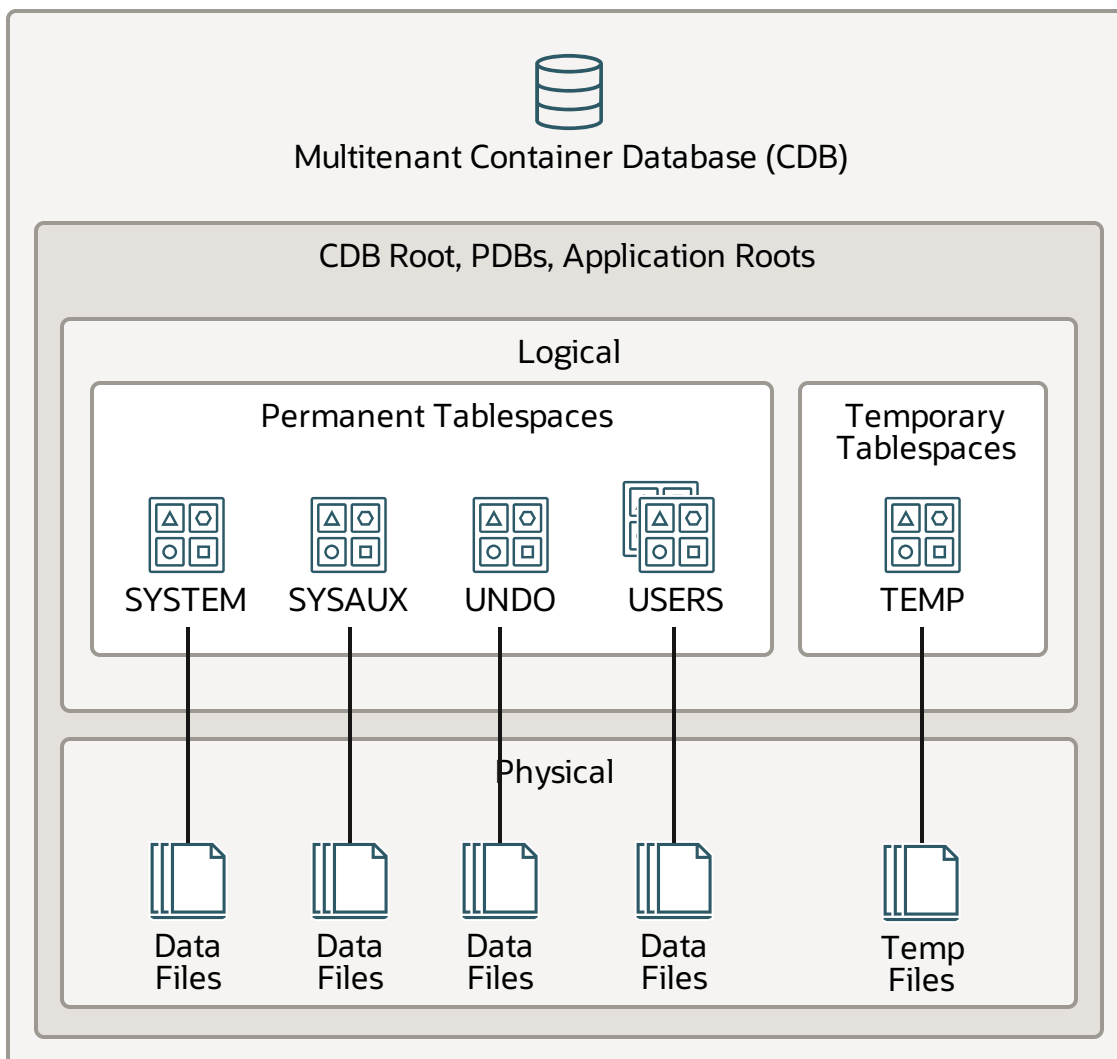 Multitenant Container Database (CDB)
CDB Root, PDBs, Application Roots
Logical
Permanent Tablespaces
Temporary
Tablespaces
SYSTEM
SYSAUX
UNDO
USERS
TEMP
Physical
Data
Files
Data
Files
Data
Files
Data
Files
Temp
Files